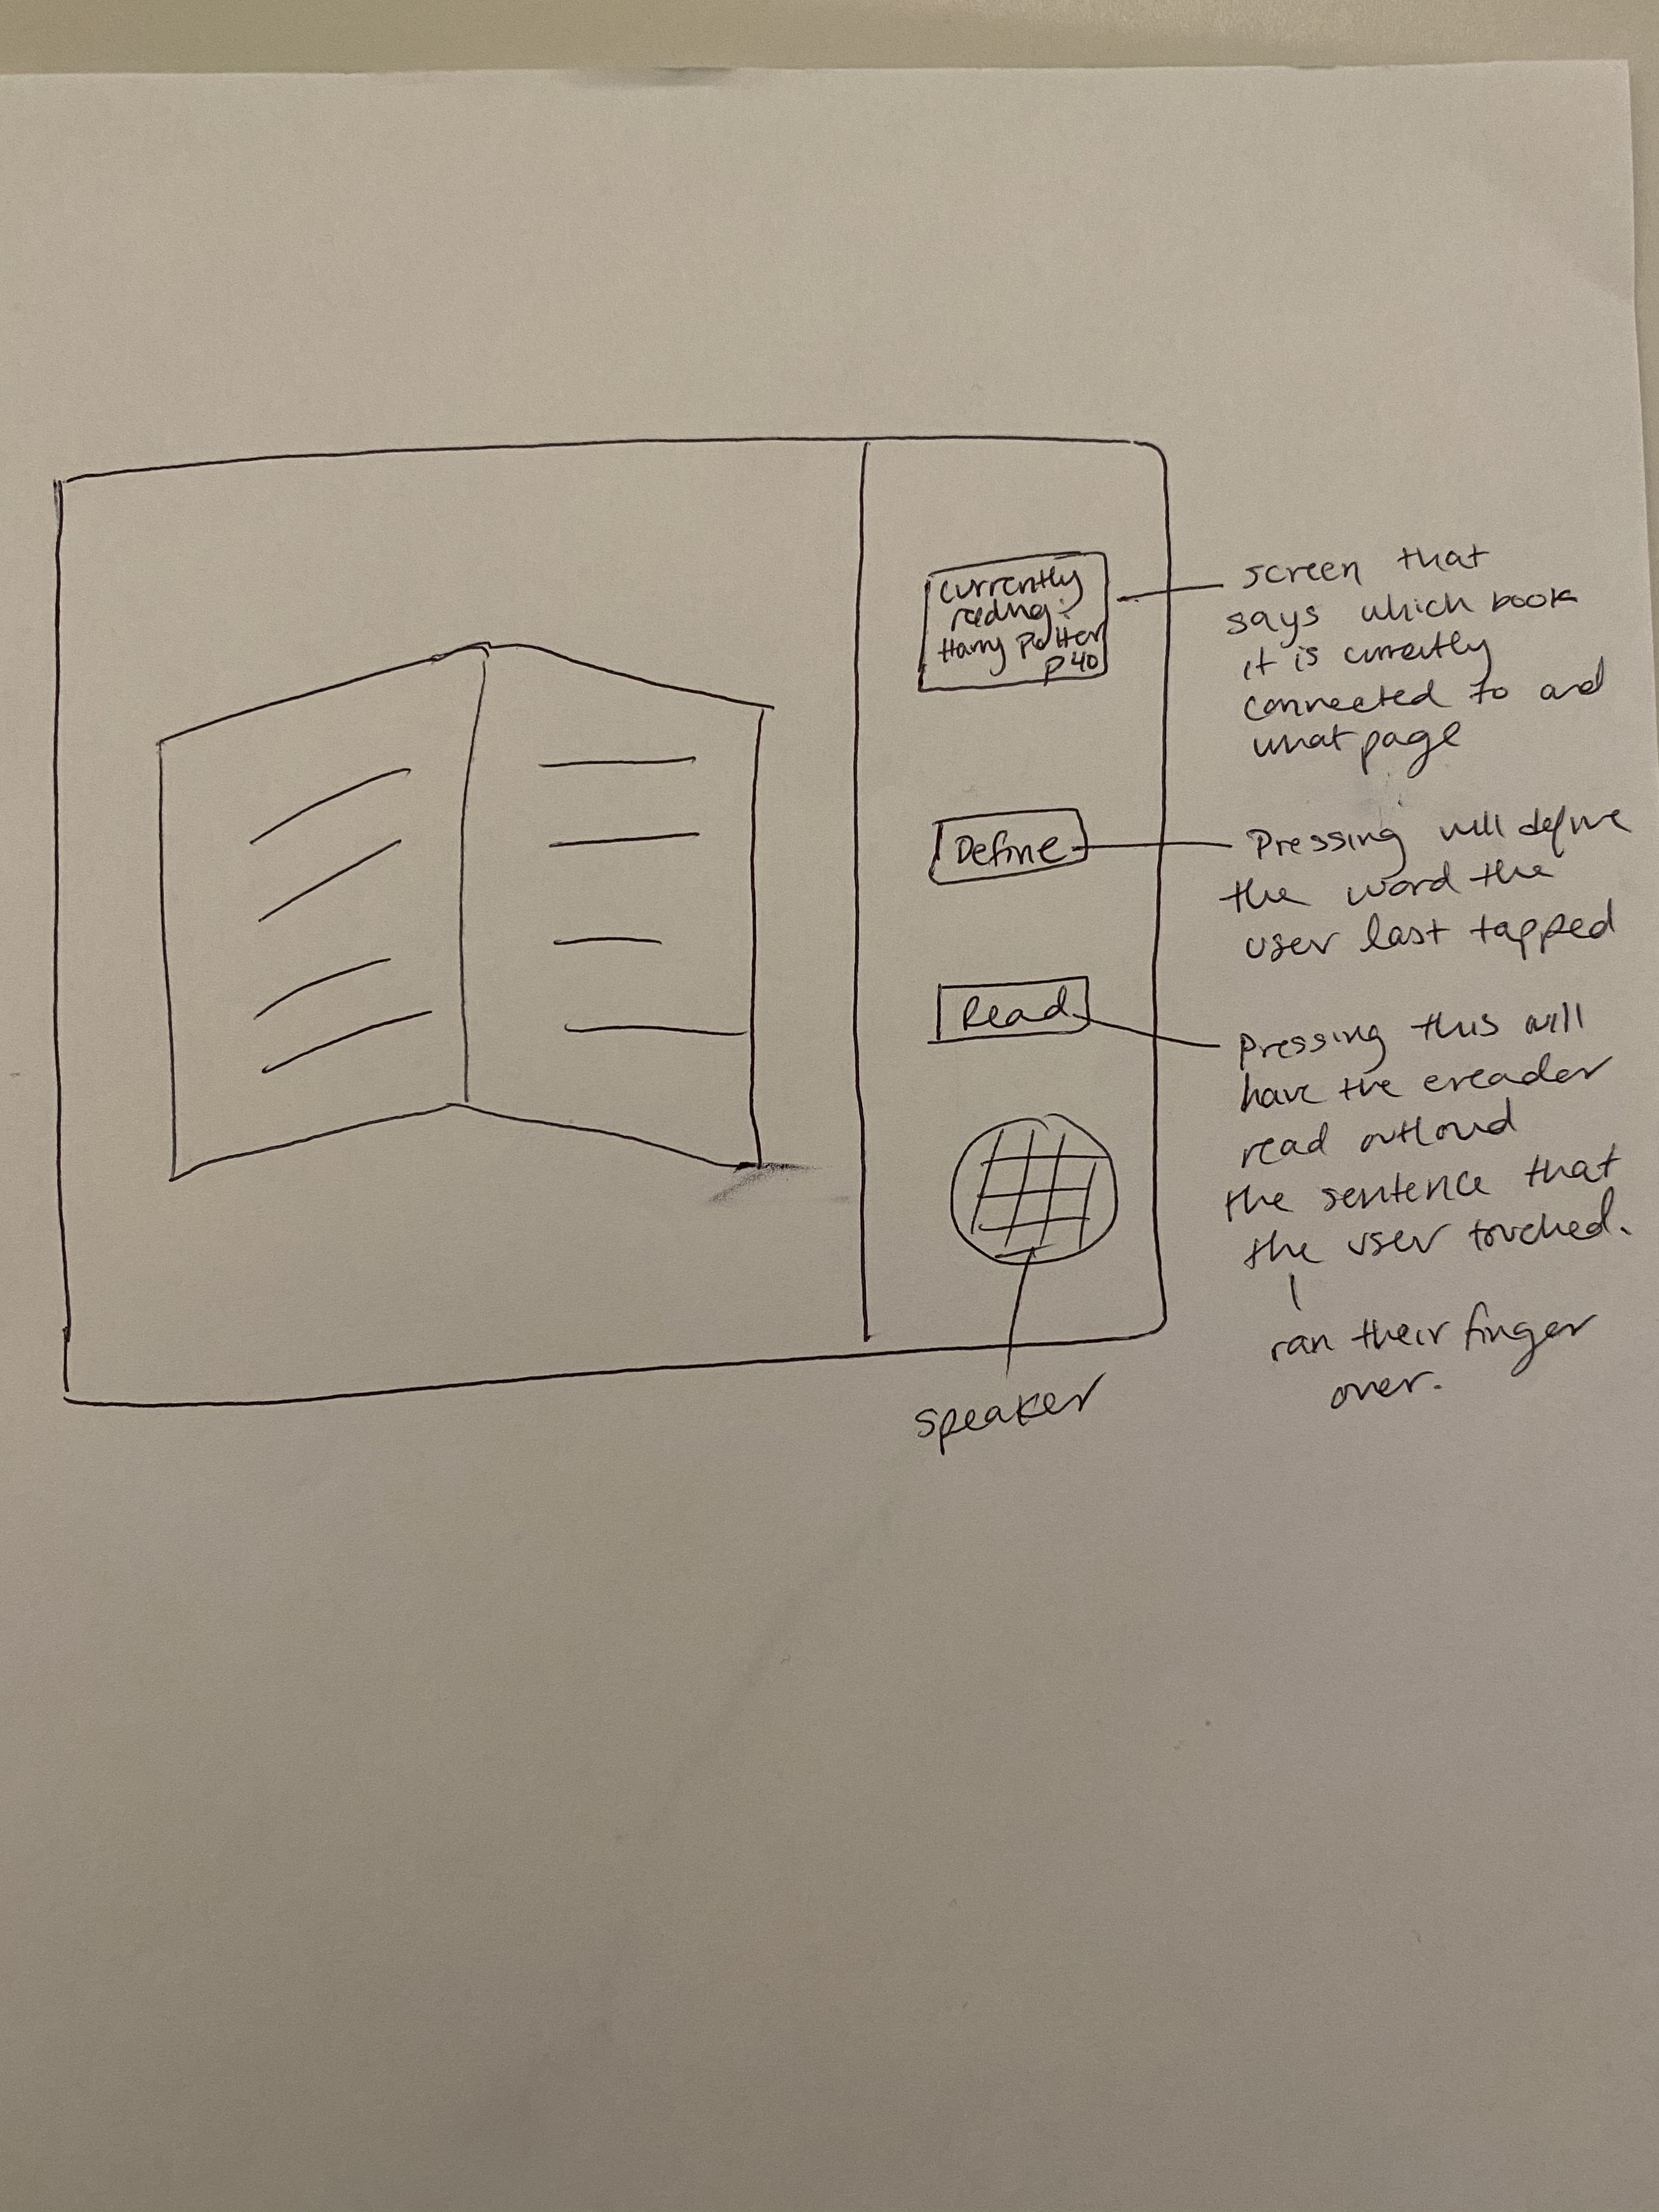 currently
reading:
Harry Potter
p 40
screen that
says which book
it is currently
connected to and
what page
Define
Pressing will define
the word the
user last tapped
Read
Pressing this will
have the ereader
read outloud
the sentence that
the user touched.
ran their finger
over.
speaker